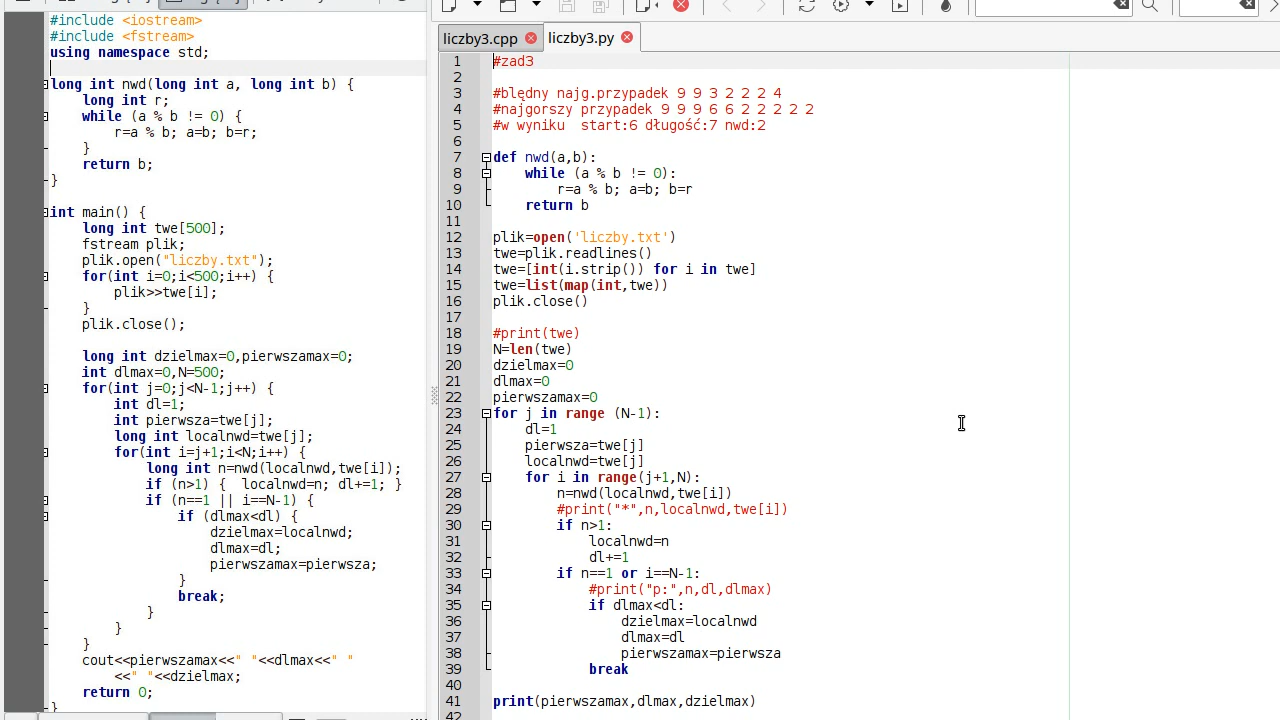 #include <iostream>
#include <fstream>
using namespace std;
long int nwd(long int a, long int b) {
long int r;
while (a % b != 0) {
r=a % b; a=b; b=r;
}
return b;
}
int main() {
long int twe[500];
fstream plik;
plik.open("liczby.txt");
for(int i=0;i<500;i++) {
plik>>twe[i];
}
plik.close();
long int dzielmax=0,pierwszamax=0;
int dlmax=0,N=500;
for(int j=0;j<N-1;j++) {
int dl=1;
int pierwsza=twe[j];
long int localnwd=twe[j];
for(int i=j+1;i<N;i++) {
long int n=nwd(localnwd,twe[i]);
if (n>1) {  localnwd=n; dl+=1; }
if (n==1 || i==N-1) {
if (dlmax<dl) {
dzielmax=localnwd;
dlmax=dl;
pierwszamax=pierwsza;
}
break;
}
}
}
cout<<pierwszamax<<" "<<dlmax<<" "
<<" "<<dzielmax;
return 0;
}
liczby3.cpp liczby3.py
1 #zad3
2
3 #blędny najg.przypadek 9 9 3 2 2 2 4
4 #najgorszy przypadek 9 9 9 6 6 2 2 2 2 2
5 #w wyniku  start:6 długość:7 nwd:2
6
7 def nwd(a,b):
8 while (a % b != 0):
9 r=a % b; a=b; b=r
10 return b
11
12 plik=open('liczby.txt')
13 twe=plik.readlines()
14 twe=[int(i.strip()) for i in twe]
15 twe=list(map(int,twe))
16 plik.close()
17
18 #print(twe)
19 N=len(twe)
20 dzielmax=0
21 dlmax=0
22 pierwszamax=0
23 for j in range (N-1):
24 dl=1
25 pierwsza=twe[j]
26 localnwd=twe[j]
27 for i in range(j+1,N):
28 n=nwd(localnwd,twe[i])
29 #print("*",n,localnwd,twe[i])
30 if n>1:
31 localnwd=n
32 dl+=1
33 if n==1 or i==N-1:
34 #print("p:",n,dl,dlmax)
35 if dlmax<dl:
36 dzielmax=localnwd
37 dlmax=dl
38 pierwszamax=pierwsza
39 break
40
41 print(pierwszamax,dlmax,dzielmax)
42